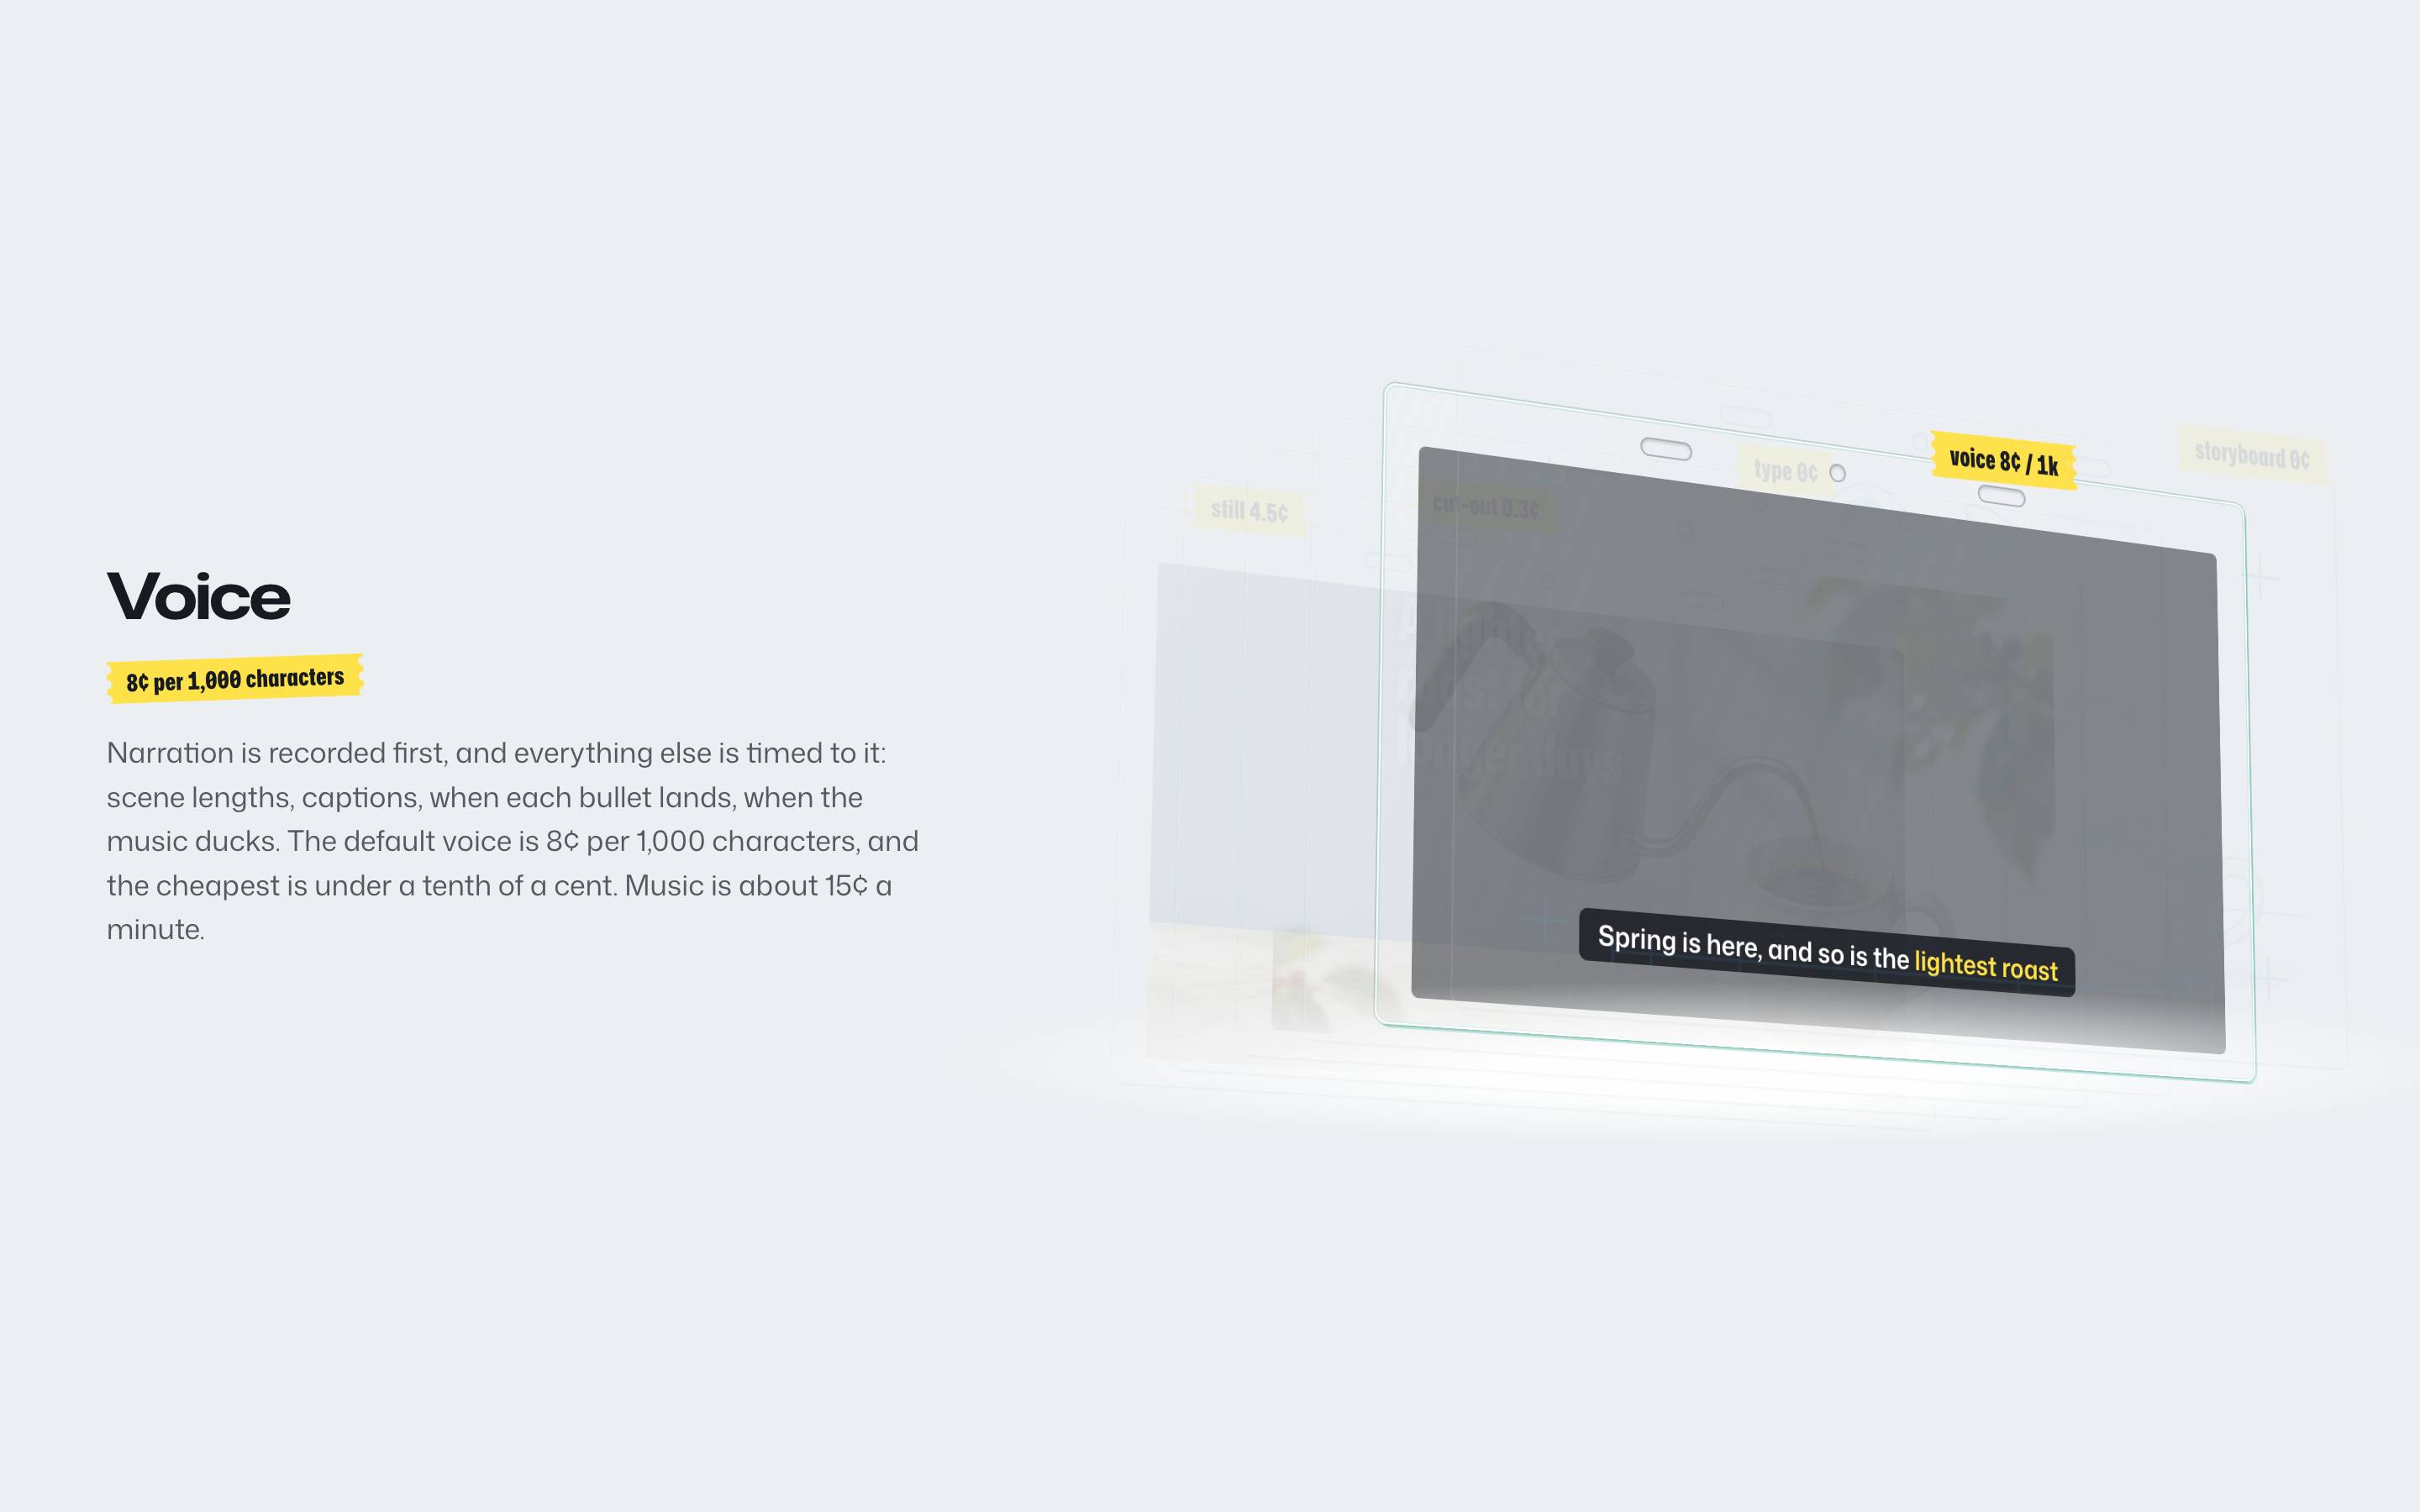 Voice
8¢ per 1,000 characters
Narration is recorded first, and everything else is timed to it:
scene lengths, captions, when each bullet lands, when the
music ducks. The default voice is 8¢ per 1,000 characters, and
the cheapest is under a tenth of a cent. Music is about 15¢ a
minute.
storyboard 0¢
voice 8¢ / 1k
type 0¢
cut-out 0.3¢
still 4.5¢
longer days
Spring is here, and so is the lightest roast